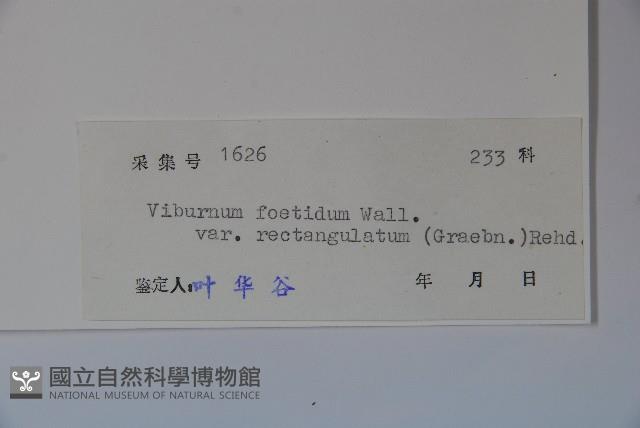 采集号 1626 233 科
Viburnum foetidum Wall.
var. rectangulatum (Graebn.)Rehd.
鉴定人:叶华谷 年 月 日
國立自然科學博物館
NATIONAL MUSEUM OF NATURAL SCIENCE